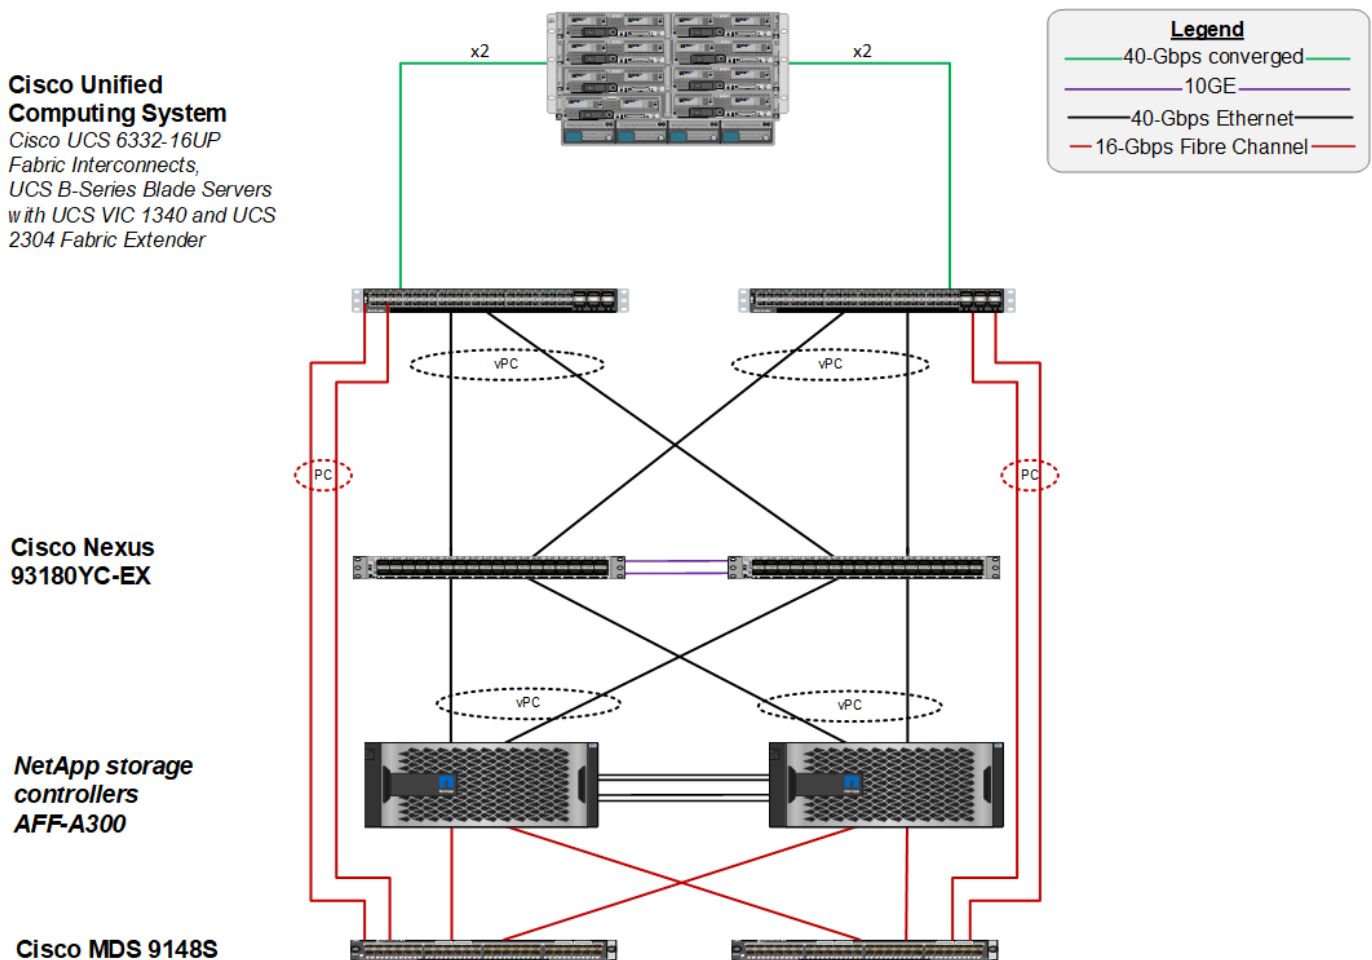 x2
x2
Legend
40-Gbps converged
10GE
40-Gbps Ethernet
16-Gbps Fibre Channel
Cisco Unified
Computing System
Cisco UCS 6332-16UP
Fabric Interconnects,
UCS B-Series Blade Servers
with UCS VIC 1340 and UCS
2304 Fabric Extender
vPC
vPC
PC
PC
Cisco Nexus
93180YC-EX
vPC
vPC
NetApp storage
controllers
AFF-A300
Cisco MDS 9148S